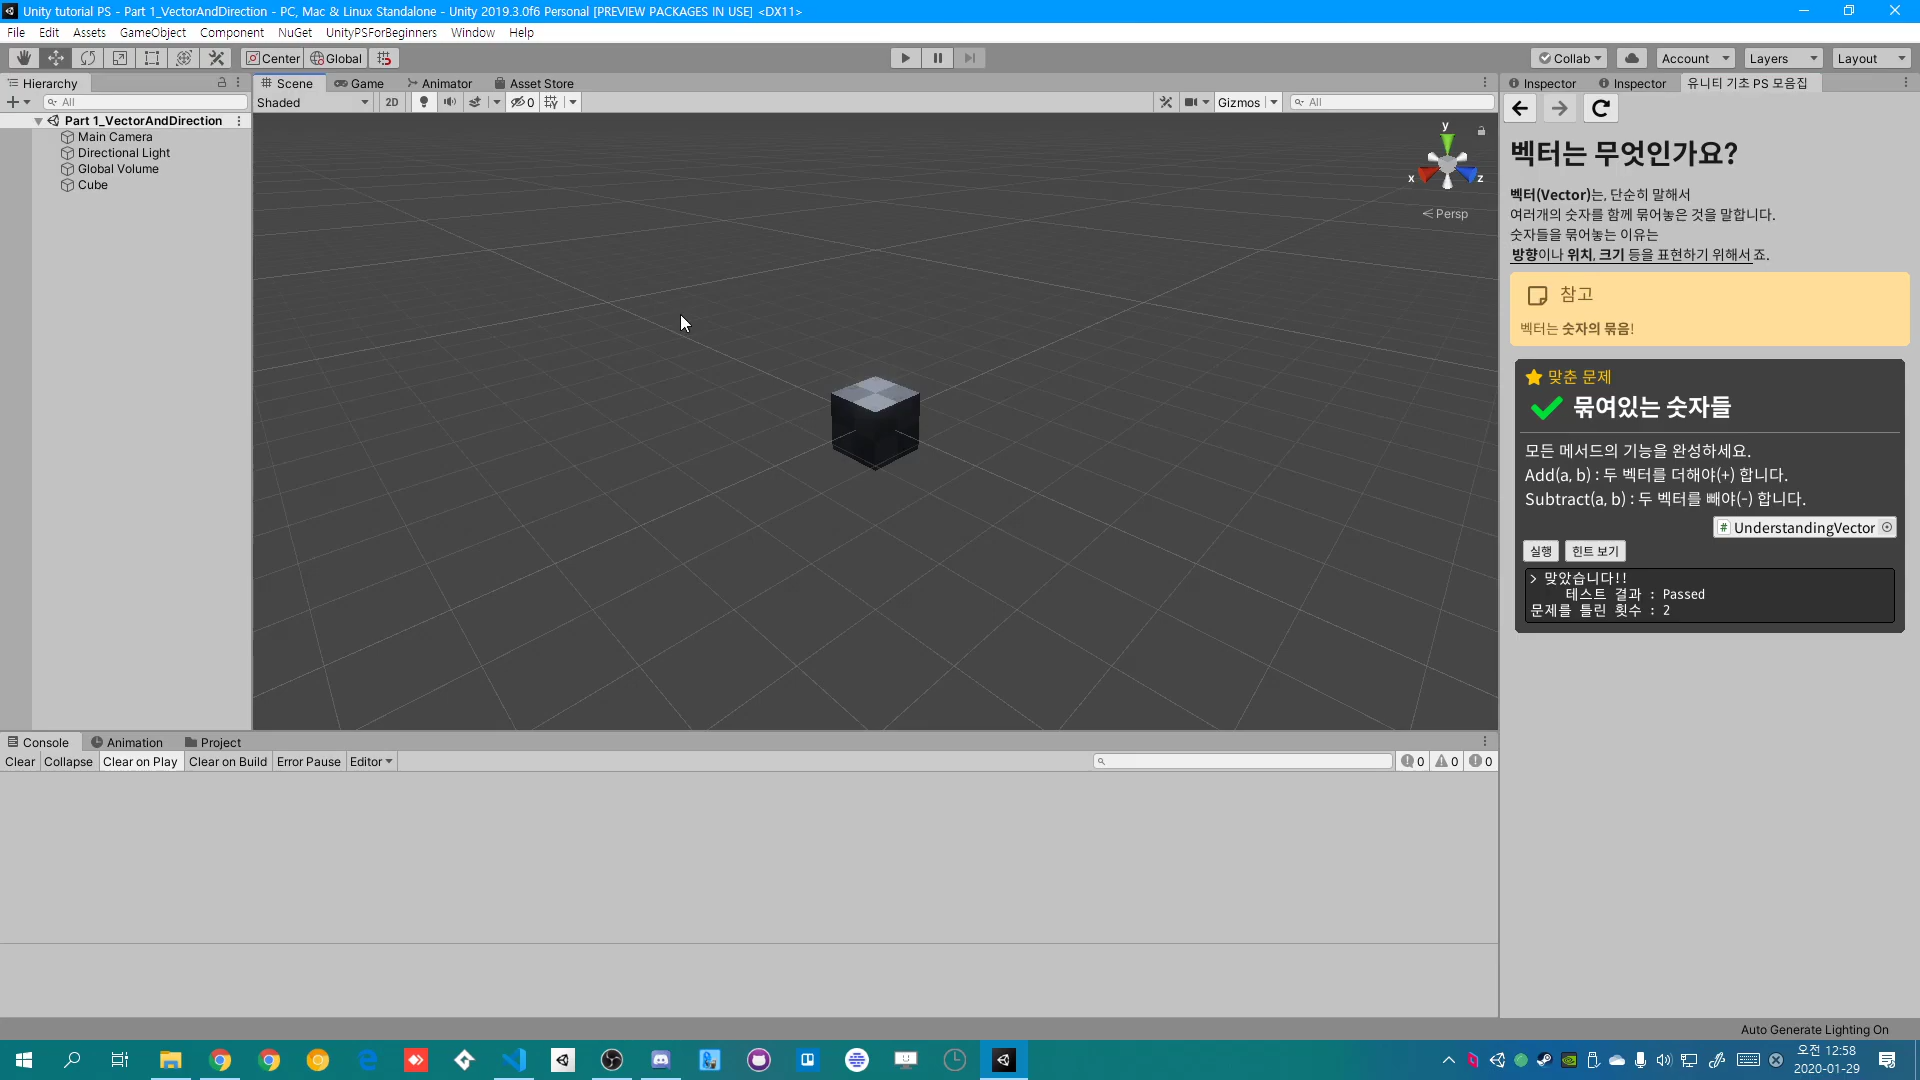 Unity tutorial PS - Part 1_VectorAndDirection - PC, Mac & Linux Standalone - Unity 2019.3.0f6 Personal [PREVIEW PACKAGES IN USE] <DX11>
File Edit Assets GameObject Component NuGet UnityPSForBeginners Window Help
Center Global Collab Account Layers Layout
Hierarchy
All
Part 1_VectorAndDirection
Main Camera
Directional Light
Global Volume
Cube
Scene Game Animator Asset Store
Shaded 2D 0 Gizmos All
y
x z
Persp
Inspector Inspector 유니티 기초 PS 모음집
벡터는 무엇인가요?
벡터(Vector)는, 단순히 말해서
여러개의 숫자를 함께 묶어놓은 것을 말합니다.
숫자들을 묶어놓는 이유는
방향이나 위치, 크기 등을 표현하기 위해서죠.
참고
벡터는 숫자의 묶음!
맞춘 문제
묶여있는 숫자들
모든 메서드의 기능을 완성하세요.
Add(a, b) : 두 벡터를 더해야(+) 합니다.
Subtract(a, b) : 두 벡터를 빼야(-) 합니다.
# UnderstandingVector
실행 힌트 보기
> 맞았습니다!!
테스트 결과 : Passed
문제를 틀린 횟수 : 2
Console Animation Project
Clear Collapse Clear on Play Clear on Build Error Pause Editor 0 0 0
Auto Generate Lighting On
오전 12:58
2020-01-29